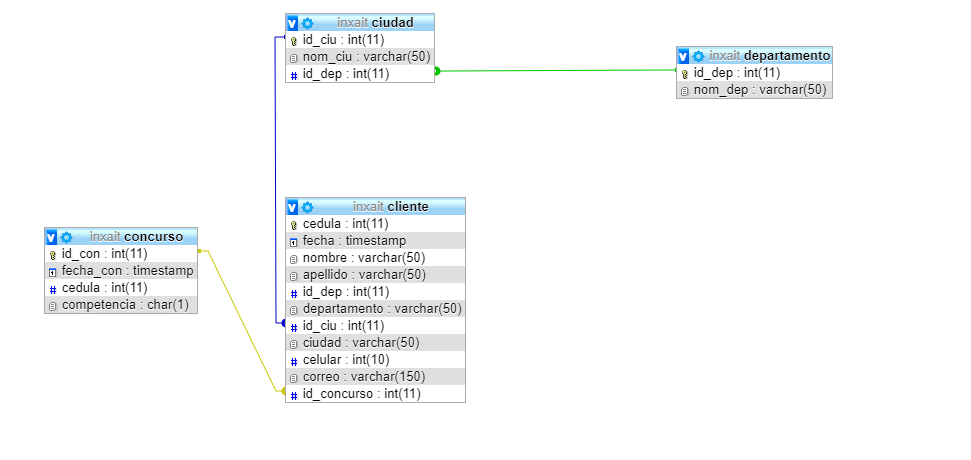 inxait ciudad
id_ciu : int(11)
nom_ciu : varchar(50)
id_dep : int(11)
inxait departamento
id_dep : int(11)
nom_dep : varchar(50)
inxait cliente
cedula : int(11)
fecha : timestamp
nombre : varchar(50)
apellido : varchar(50)
id_dep : int(11)
departamento : varchar(50)
id_ciu : int(11)
ciudad : varchar(50)
celular : int(10)
correo : varchar(150)
id_concurso : int(11)
inxait concurso
id_con : int(11)
fecha_con : timestamp
cedula : int(11)
competencia : char(1)